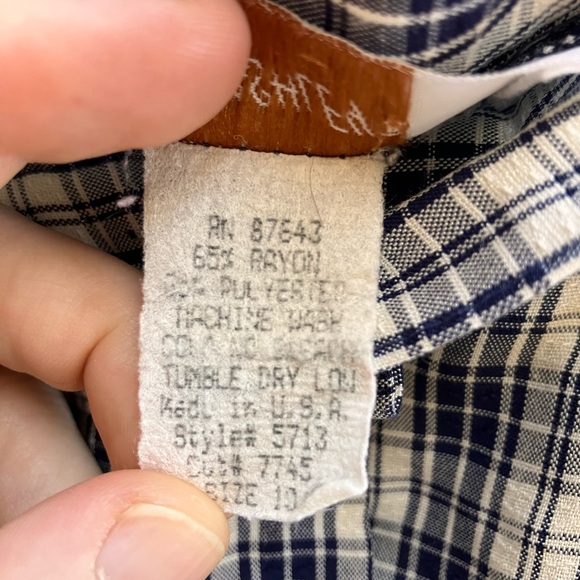 RN 87643
65% RAYON
POLYESTER
MACHINE WASH
TUMBLE DRY LOW
Made in U.S.A.
Style# 5713
Cut# 7745
SIZE 10